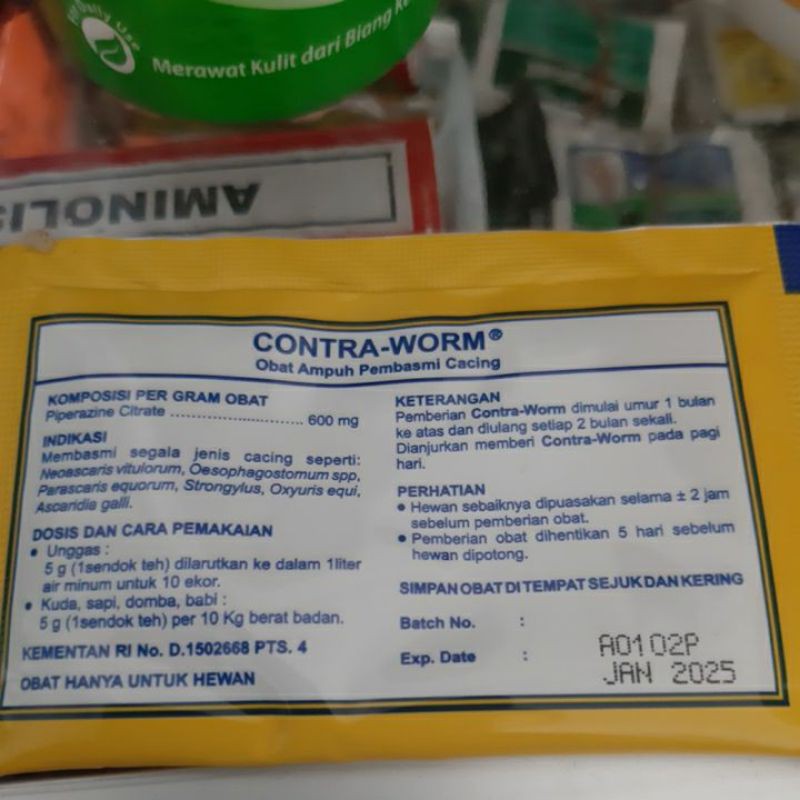 Daily Use
Merawat Kulit dari Biang
AMINOLIS
CONTRA-WORM®
Obat Ampuh Pembasmi Cacing
KOMPOSISI PER GRAM OBAT
Piperazine Citrate ................................ 600 mg
INDIKASI
Membasmi segala jenis cacing seperti:
Neoascaris vitulorum, Oesophagostomum spp,
Parascaris equorum, Strongylus, Oxyuris equi,
Ascaridia galli.
DOSIS DAN CARA PEMAKAIAN
• Unggas :
5 g (1sendok teh) dilarutkan ke dalam 1liter
air minum untuk 10 ekor.
• Kuda, sapi, domba, babi :
5 g (1sendok teh) per 10 Kg berat badan.
KEMENTAN RI No. D.1502668 PTS. 4
OBAT HANYA UNTUK HEWAN
KETERANGAN
Pemberian Contra-Worm dimulai umur 1 bulan
ke atas dan diulang setiap 2 bulan sekali.
Dianjurkan memberi Contra-Worm pada pagi
hari.
PERHATIAN
• Hewan sebaiknya dipuasakan selama ± 2 jam
sebelum pemberian obat.
• Pemberian obat dihentikan 5 hari sebelum
hewan dipotong.
SIMPAN OBAT DI TEMPAT SEJUK DAN KERING
Batch No. : A0102P
Exp. Date : JAN 2025